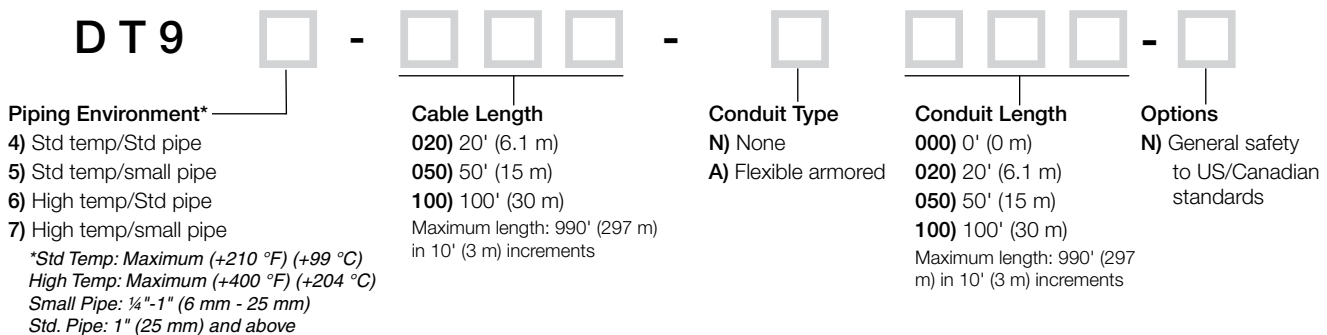 D T 9 - - -
Piping Environment*
4) Std temp/Std pipe
5) Std temp/small pipe
6) High temp/Std pipe
7) High temp/small pipe
*Std Temp: Maximum (+210 °F) (+99 °C)
High Temp: Maximum (+400 °F) (+204 °C)
Small Pipe: ¼"-1" (6 mm - 25 mm)
Std. Pipe: 1" (25 mm) and above
Cable Length
020) 20' (6.1 m)
050) 50' (15 m)
100) 100' (30 m)
Maximum length: 990' (297 m)
in 10' (3 m) increments
Conduit Type
N) None
A) Flexible armored
Conduit Length
000) 0' (0 m)
020) 20' (6.1 m)
050) 50' (15 m)
100) 100' (30 m)
Maximum length: 990' (297
m) in 10' (3 m) increments
Options
N) General safety
to US/Canadian
standards